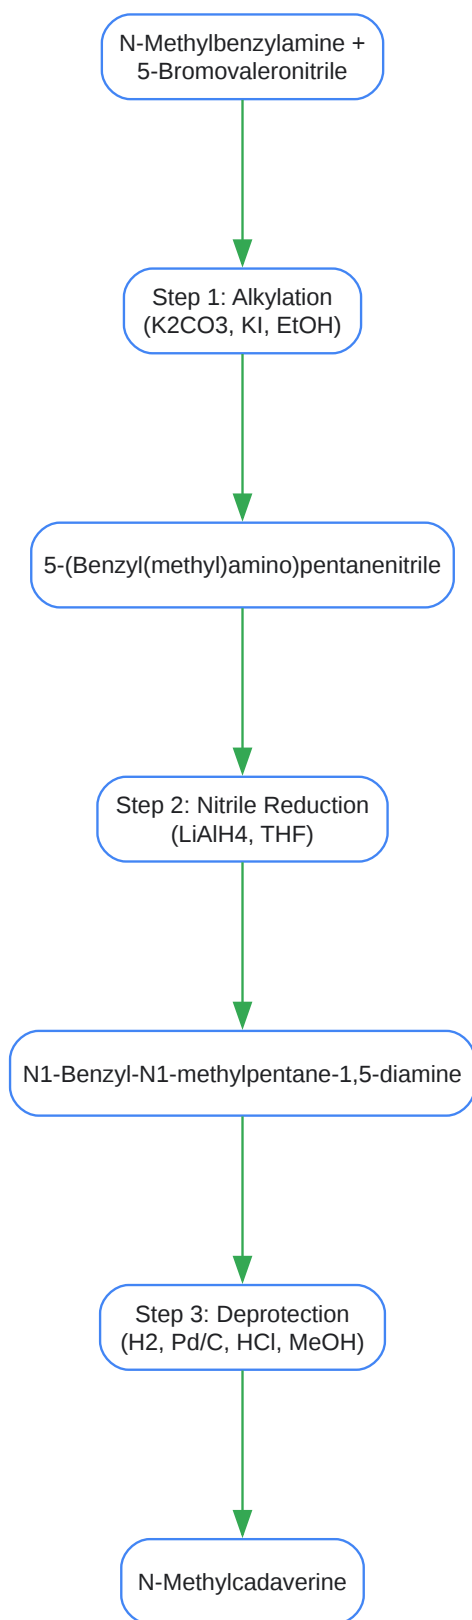 N-Methylbenzylamine +
5-Bromovaleronitrile
Step 1: Alkylation
(K2CO3, KI, EtOH)
5-(Benzyl(methyl)amino)pentanenitrile
Step 2: Nitrile Reduction
(LiAlH4, THF)
N1-Benzyl-N1-methylpentane-1,5-diamine
Step 3: Deprotection
(H2, Pd/C, HCl, MeOH)
N-Methylcadaverine